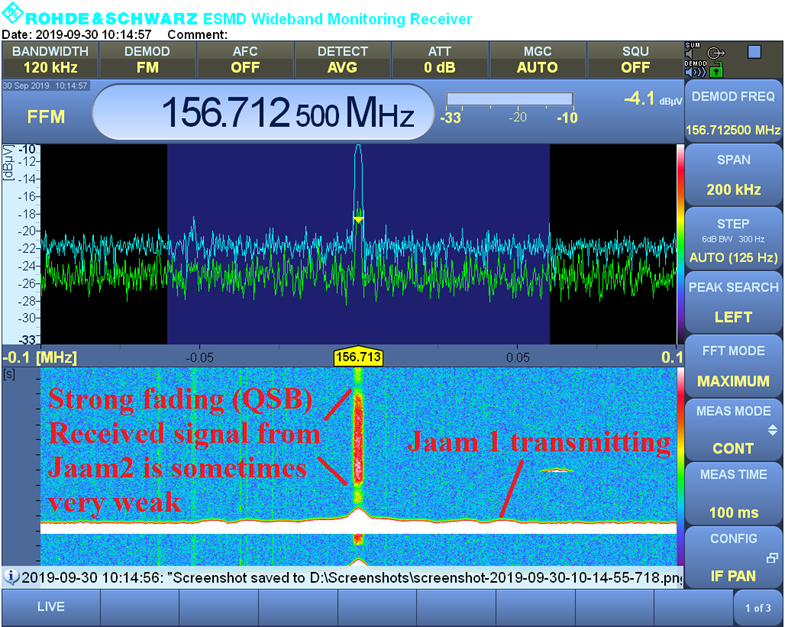 ROHDE & SCHWARZ ESMD Wideband Monitoring Receiver
Date: 2019-09-30 10:14:57 Comment:
BANDWIDTH DEMOD AFC DETECT ATT MGC SQU
120 kHz FM OFF AVG 0 dB AUTO OFF
SUM
DEMOD
30 Sep 2019 10:14:57
FFM
156.712 500 MHz
-33 -20 -10
-4.1 dBµV
DEMOD FREQ
156.712500 MHz
[dBµV]
-10
-12
-14
-16
-18
-20
-22
-24
-26
-28
-30
-33
SPAN
200 kHz
STEP
6dB BW 300 Hz
AUTO (125 Hz)
PEAK SEARCH
LEFT
-0.1 [MHz] -0.05 156.713 0.05 0.1
FFT MODE
MAXIMUM
[s]
Strong fading (QSB)
Received signal from
Jaam2 is sometimes
very weak
Jaam 1 transmitting
MEAS MODE
CONT
MEAS TIME
100 ms
CONFIG
IF PAN
2019-09-30 10:14:56: "Screenshot saved to D:\Screenshots\screenshot-2019-09-30-10-14-55-718.png
LIVE
1 of 3